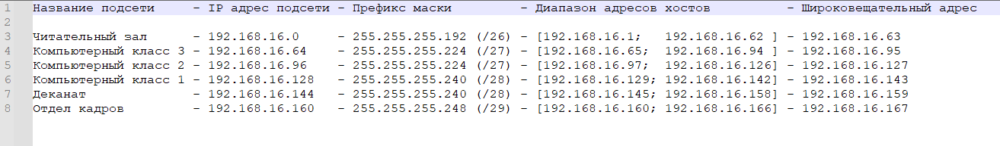 1 Название подсети - IP адрес подсети - Префикс маски - Диапазон адресов хостов - Широковещательный адрес
2
3 Читательный зал - 192.168.16.0 - 255.255.255.192 (/26) - [192.168.16.1; 192.168.16.62 ] - 192.168.16.63
4 Компьютерный класс 3 - 192.168.16.64 - 255.255.255.224 (/27) - [192.168.16.65; 192.168.16.94 ] - 192.168.16.95
5 Компьютерный класс 2 - 192.168.16.96 - 255.255.255.224 (/27) - [192.168.16.97; 192.168.16.126] - 192.168.16.127
6 Компьютерный класс 1 - 192.168.16.128 - 255.255.255.240 (/28) - [192.168.16.129; 192.168.16.142] - 192.168.16.143
7 Деканат - 192.168.16.144 - 255.255.255.240 (/28) - [192.168.16.145; 192.168.16.158] - 192.168.16.159
8 Отдел кадров - 192.168.16.160 - 255.255.255.248 (/29) - [192.168.16.160; 192.168.16.166] - 192.168.16.167